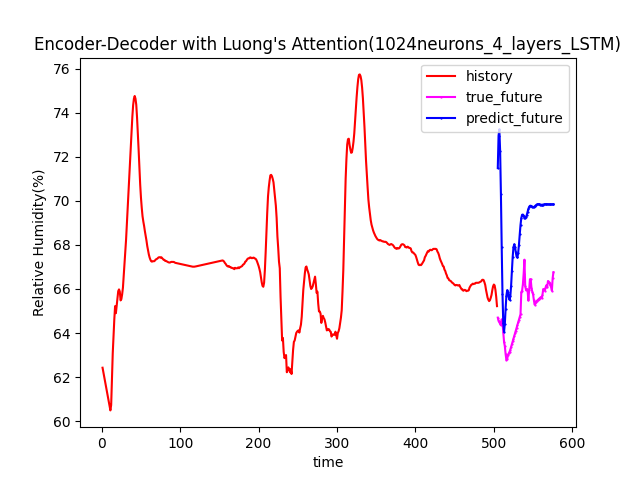 Encoder-Decoder with Luong's Attention(1024neurons_4_layers_LSTM)
history
true_future
predict_future
76
74
72
70
68
66
64
62
60
Relative Humidity(%)
0 100 200 300 400 500 600
time